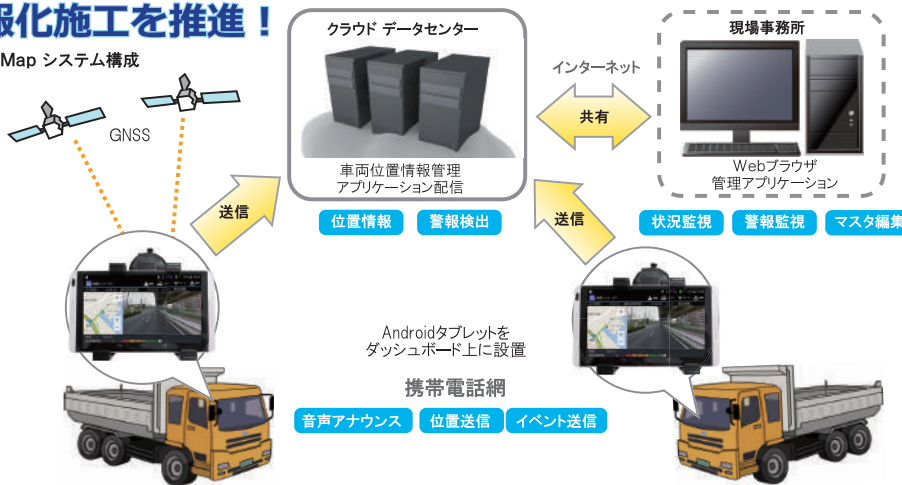 報化施工を推進！
Map システム構成
GNSS
クラウド データセンター
車両位置情報管理
アプリケーション配信
位置情報
警報検出
インターネット
共有
現場事務所
Webブラウザ
管理アプリケーション
状況監視
警報監視
マスタ編集
送信
送信
Androidタブレットを
ダッシュボード上に設置
携帯電話網
音声アナウンス
位置送信
イベント送信